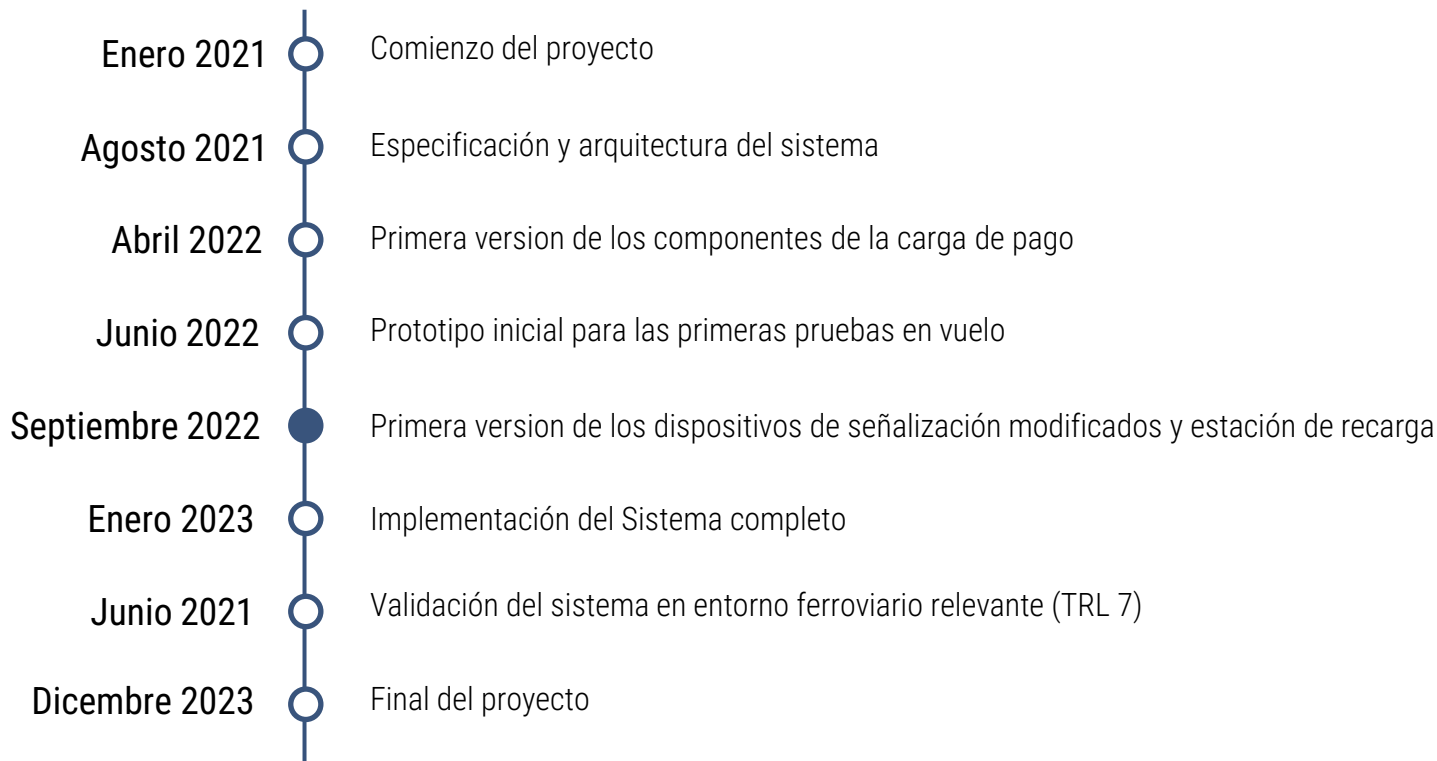 Enero 2021 Comienzo del proyecto
Agosto 2021 Especificación y arquitectura del sistema
Abril 2022 Primera version de los componentes de la carga de pago
Junio 2022 Prototipo inicial para las primeras pruebas en vuelo
Septiembre 2022 Primera version de los dispositivos de señalización modificados y estación de recarga
Enero 2023 Implementación del Sistema completo
Junio 2021 Validación del sistema en entorno ferroviario relevante (TRL 7)
Dicembre 2023 Final del proyecto